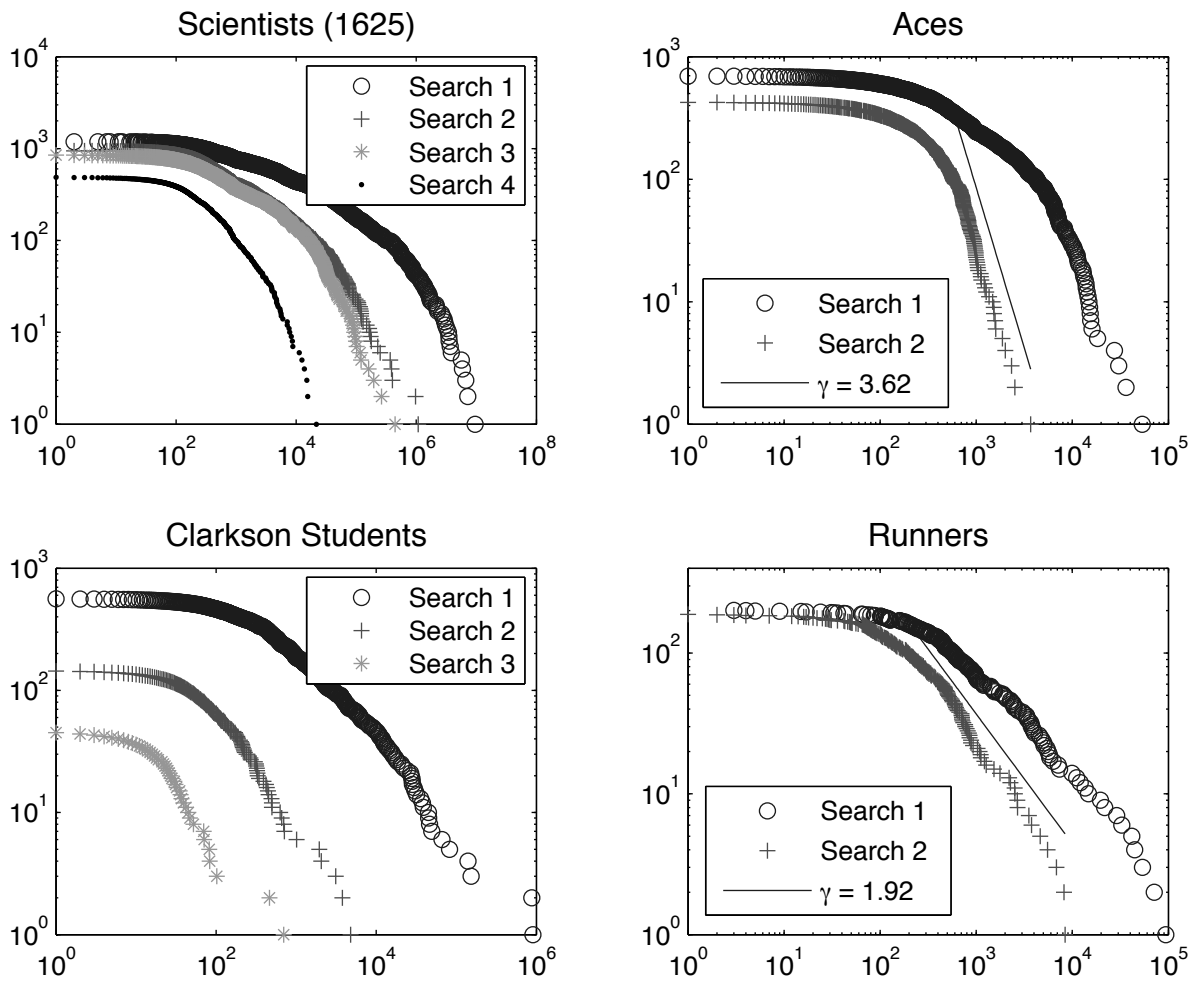 Scientists (1625)
10^4
10^3
10^2
10^1
10^0
10^0 10^2 10^4 10^6 10^8
Search 1
Search 2
Search 3
Search 4
Aces
10^3
10^2
10^1
10^0
10^0 10^1 10^2 10^3 10^4 10^5
Search 1
Search 2
γ = 3.62
Clarkson Students
10^3
10^2
10^1
10^0
10^0 10^2 10^4 10^6
Search 1
Search 2
Search 3
Runners
10^2
10^1
10^0
10^0 10^1 10^2 10^3 10^4 10^5
Search 1
Search 2
γ = 1.92